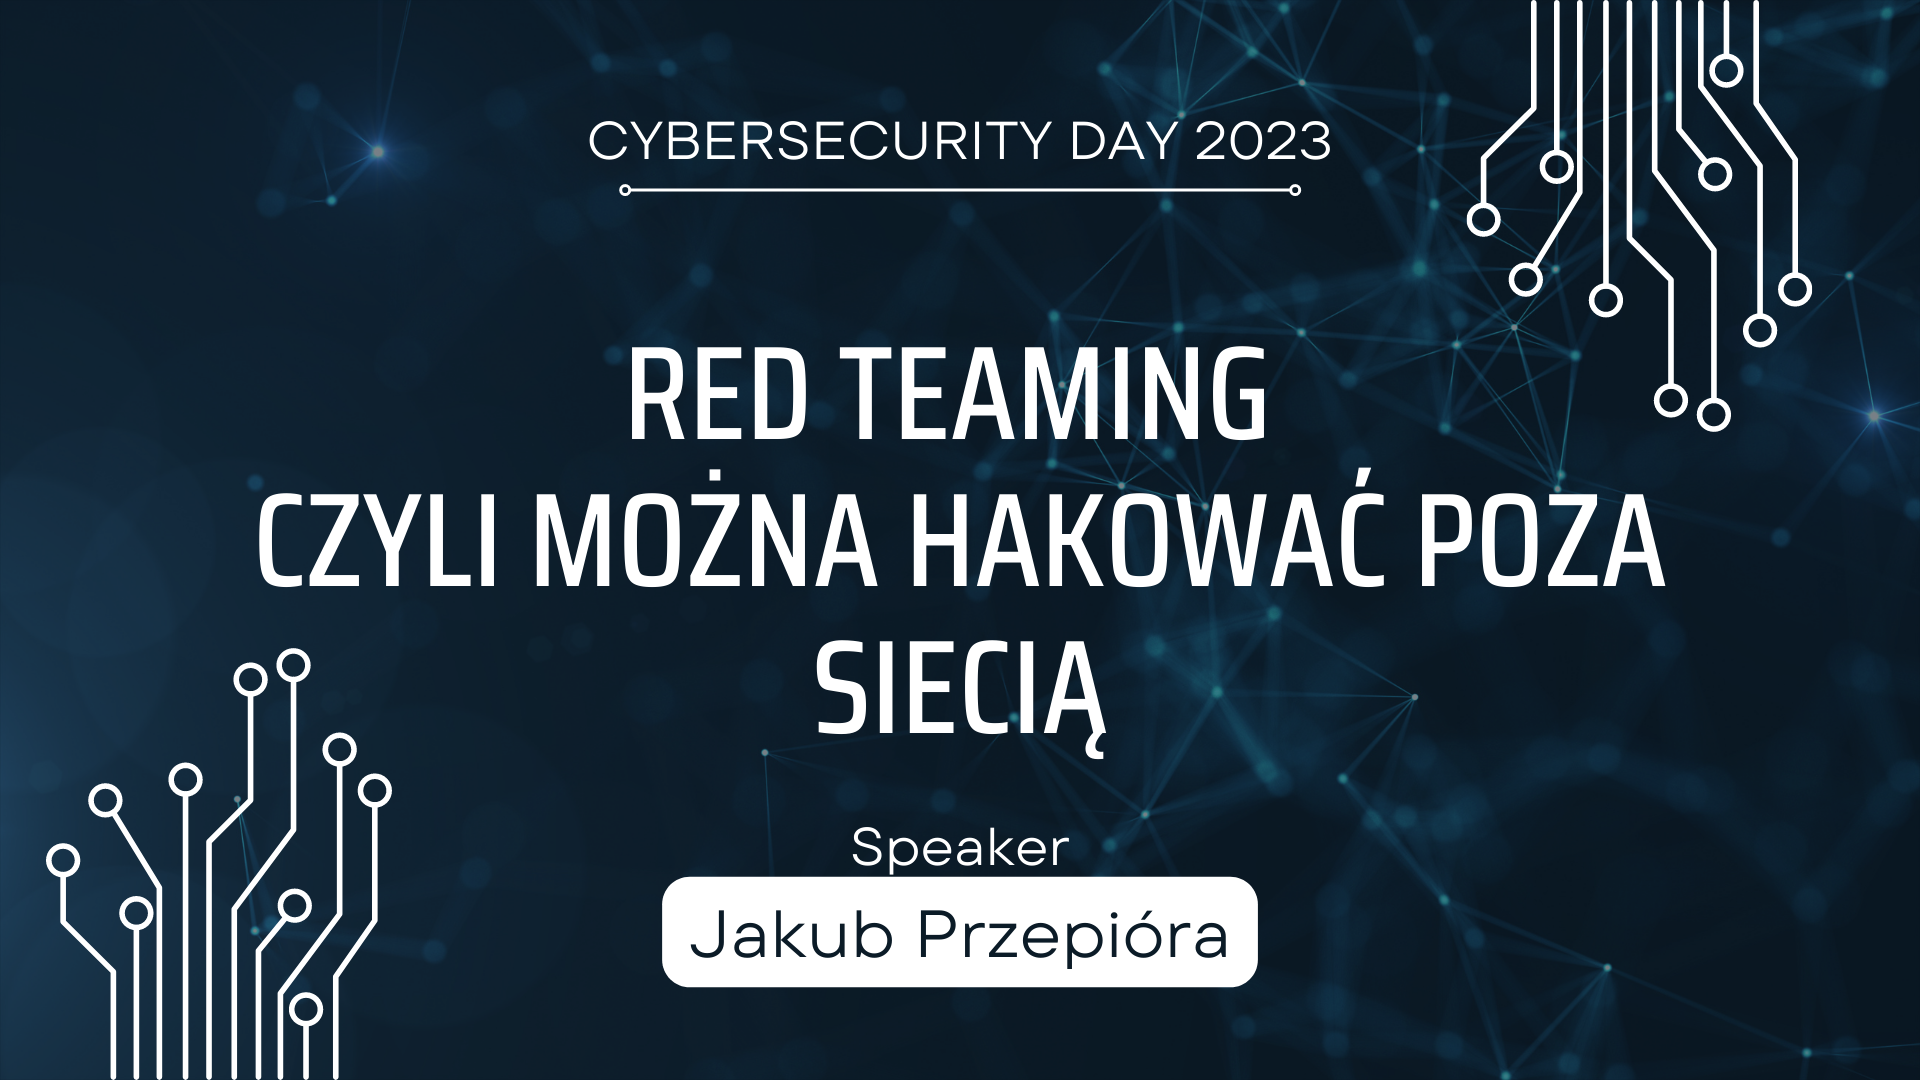 CYBERSECURITY DAY 2023
RED TEAMING
CZYLI MOŻNA HAKOWAĆ POZA
SIECIĄ
Speaker
Jakub Przepióra